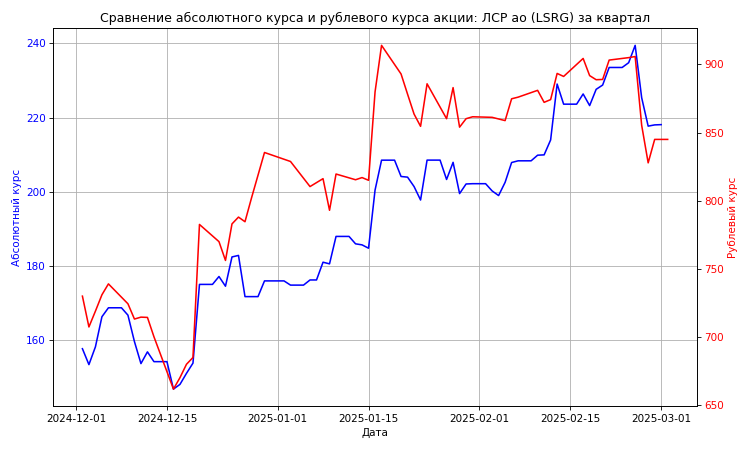 Сравнение абсолютного курса и рублевого курса акции: ЛСР ао (LSRG) за квартал
240
220
200
180
160
Абсолютный курс
900
850
800
750
700
650
Рублевый курс
2024-12-01 2024-12-15 2025-01-01 2025-01-15 2025-02-01 2025-02-15 2025-03-01
Дата